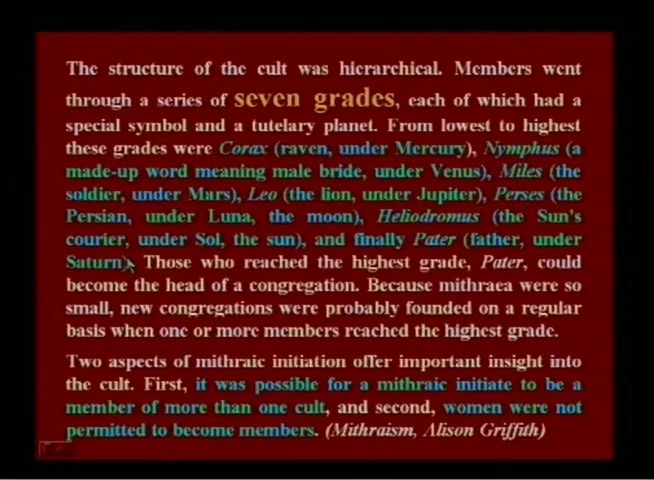 The structure of the cult was hierarchical. Members went
through a series of seven grades, each of which had a
special symbol and a tutelary planet. From lowest to highest
these grades were Corax (raven, under Mercury), Nymphus (a
made-up word meaning male bride, under Venus), Miles (the
soldier, under Mars), Leo (the lion, under Jupiter), Perses (the
Persian, under Luna, the moon), Heliodromus (the Sun's
courier, under Sol, the sun), and finally Pater (father, under
Saturn). Those who reached the highest grade, Pater, could
become the head of a congregation. Because mithraea were so
small, new congregations were probably founded on a regular
basis when one or more members reached the highest grade.
Two aspects of mithraic initiation offer important insight into
the cult. First, it was possible for a mithraic initiate to be a
member of more than one cult, and second, women were not
permitted to become members. (Mithraism, Alison Griffith)